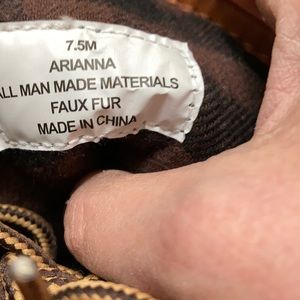 7.5M
ARIANNA
ALL MAN MADE MATERIALS
FAUX FUR
MADE IN CHINA